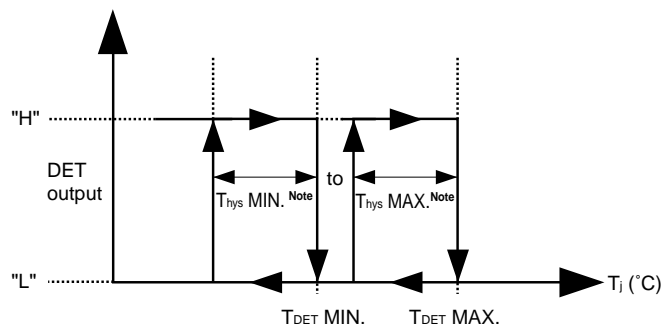 "H"
DET
output
Thys MIN. Note
to
Thys MAX. Note
"L"
Tj (˚C)
TDET MIN.
TDET MAX.